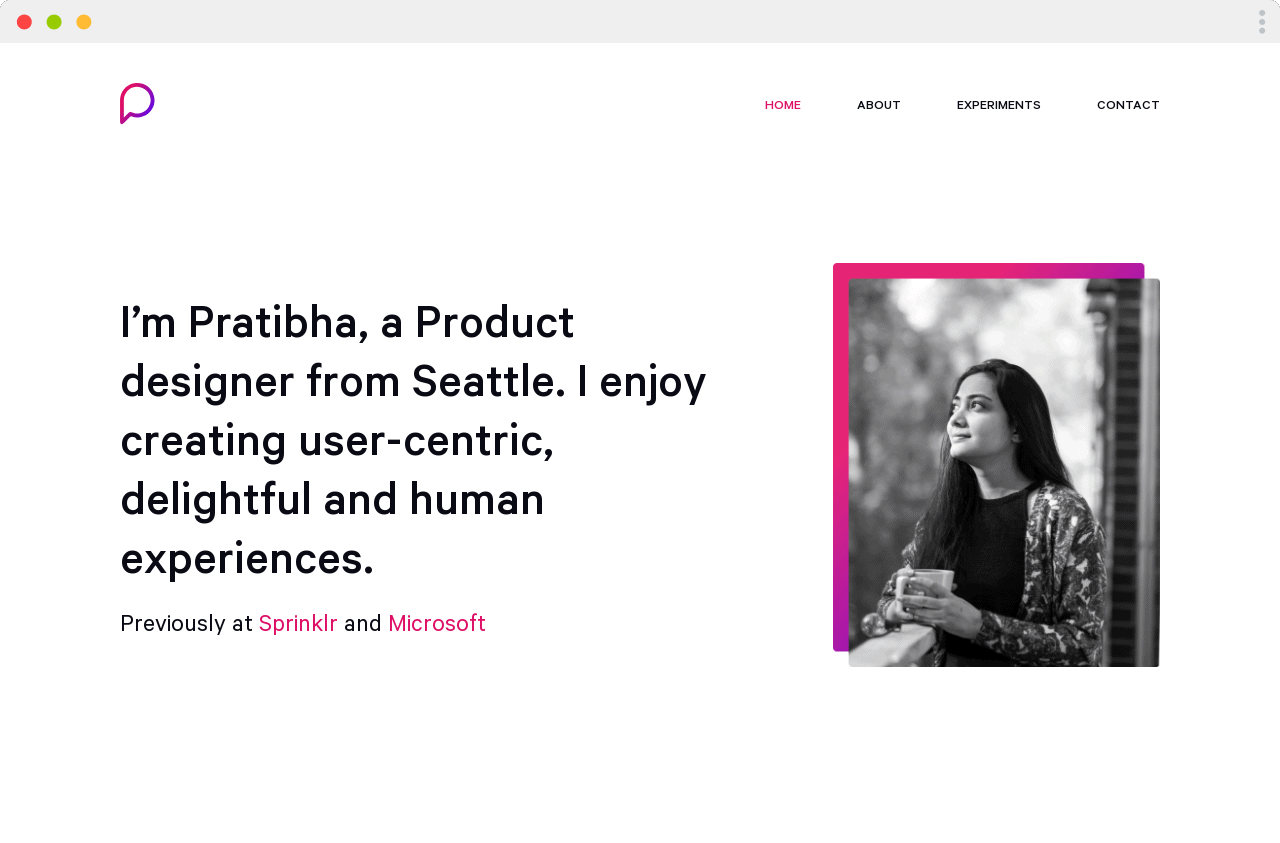 HOME ABOUT EXPERIMENTS CONTACT
I’m Pratibha, a Product
designer from Seattle. I enjoy
creating user-centric,
delightful and human
experiences.
Previously at Sprinklr and Microsoft